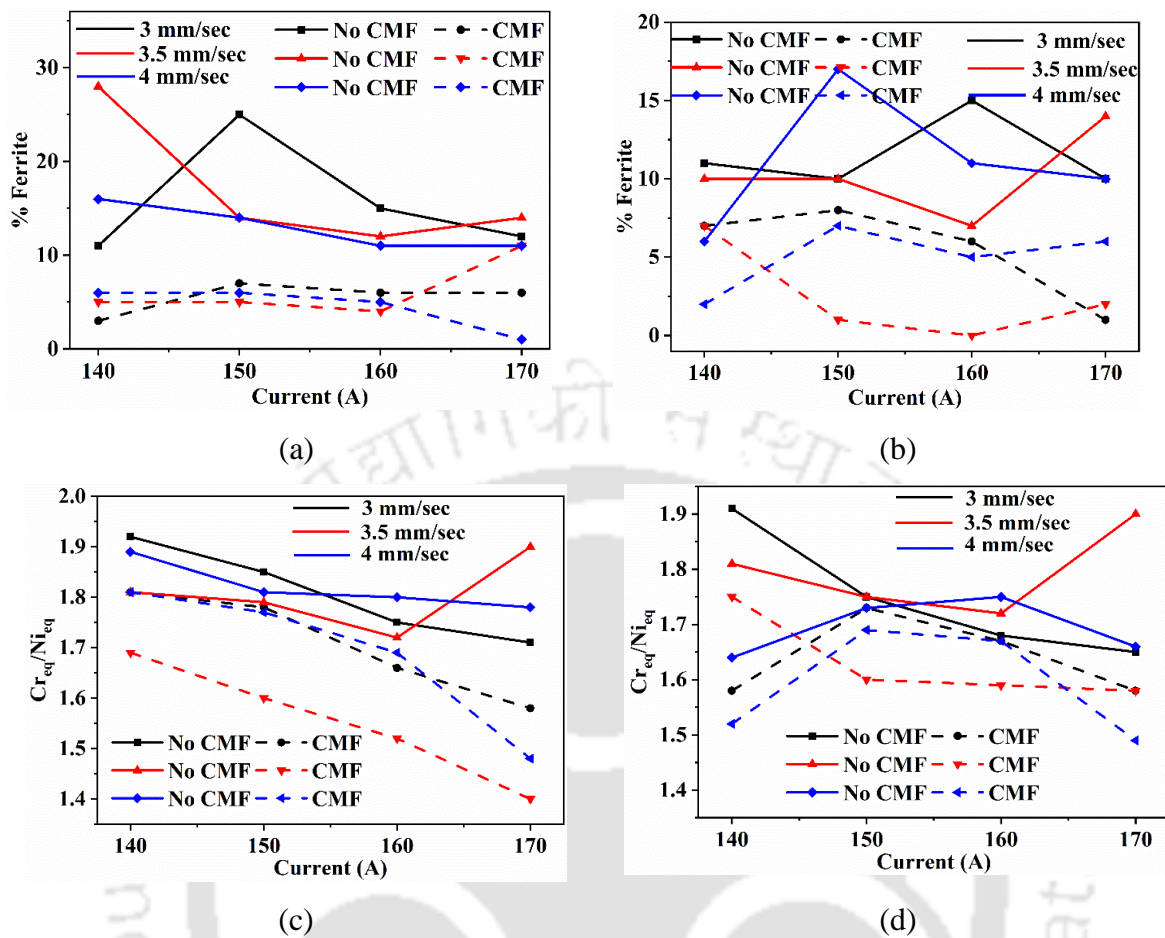 3 mm/sec
3.5 mm/sec
4 mm/sec
No CMF CMF
No CMF CMF
No CMF CMF
% Ferrite
30
20
10
0
140 150 160 170
Current (A)
(a)
No CMF CMF
No CMF CMF
No CMF CMF
3 mm/sec
3.5 mm/sec
4 mm/sec
% Ferrite
20
15
10
5
0
140 150 160 170
Current (A)
(b)
3 mm/sec
3.5 mm/sec
4 mm/sec
Creq/Nieq
2.0
1.9
1.8
1.7
1.6
1.5
1.4
No CMF CMF
No CMF CMF
No CMF CMF
140 150 160 170
Current (A)
(c)
3 mm/sec
3.5 mm/sec
4 mm/sec
Creq/Nieq
1.9
1.8
1.7
1.6
1.5
1.4
No CMF CMF
No CMF CMF
No CMF CMF
140 150 160 170
Current (A)
(d)